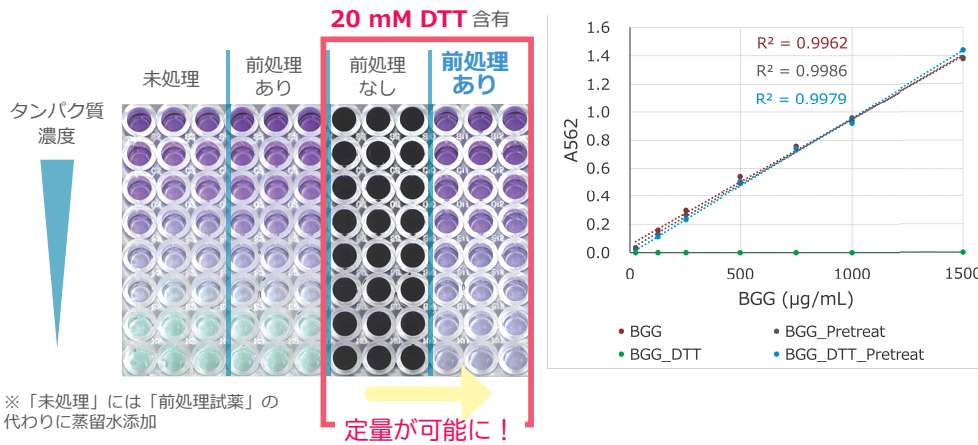 20 mM DTT 含有
未処理
前処理
あり
前処理
なし
前処理
あり
タンパク質
濃度
※「未処理」には「前処理試薬」の
代わりに蒸留水添加
定量が可能に！
1.6
1.4
1.2
1.0
0.8
0.6
0.4
0.2
0.0
A562
R² = 0.9962
R² = 0.9986
R² = 0.9979
0
500
1000
1500
BGG (µg/mL)
BGG
BGG_Pretreat
BGG_DTT
BGG_DTT_Pretreat